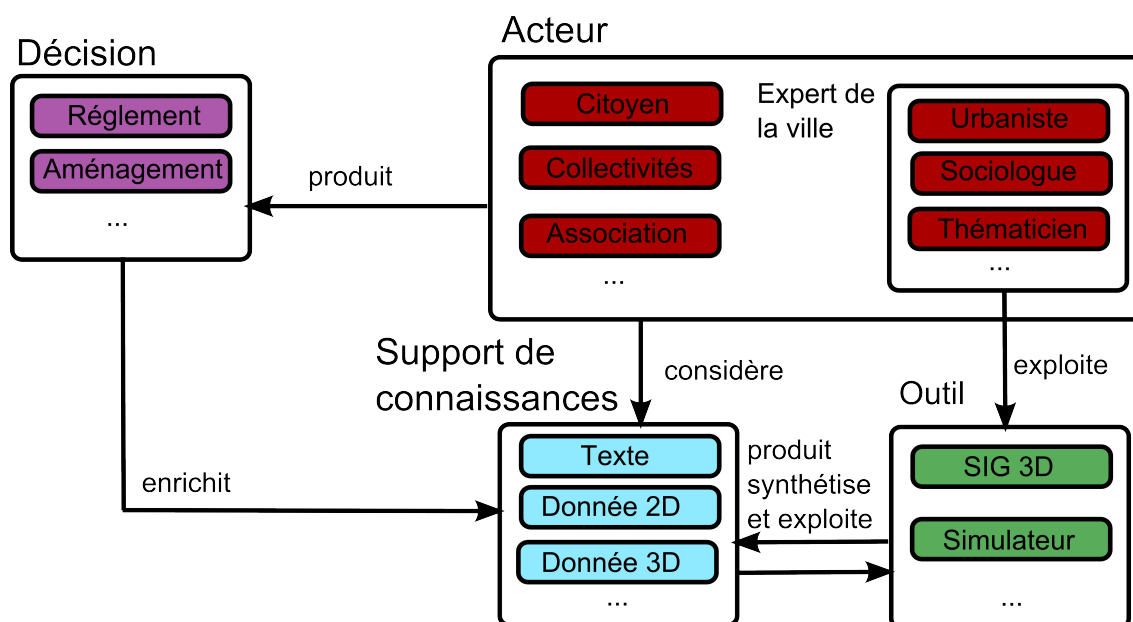 Décision
Réglement
Aménagement
...
produit
Acteur
Citoyen
Collectivités
Association
...
Expert de
la ville
Urbaniste
Sociologue
Thématicien
...
considère
exploite
enrichit
Support de
connaissances
Texte
Donnée 2D
Donnée 3D
...
produit
synthétise
et exploite
Outil
SIG 3D
Simulateur
...